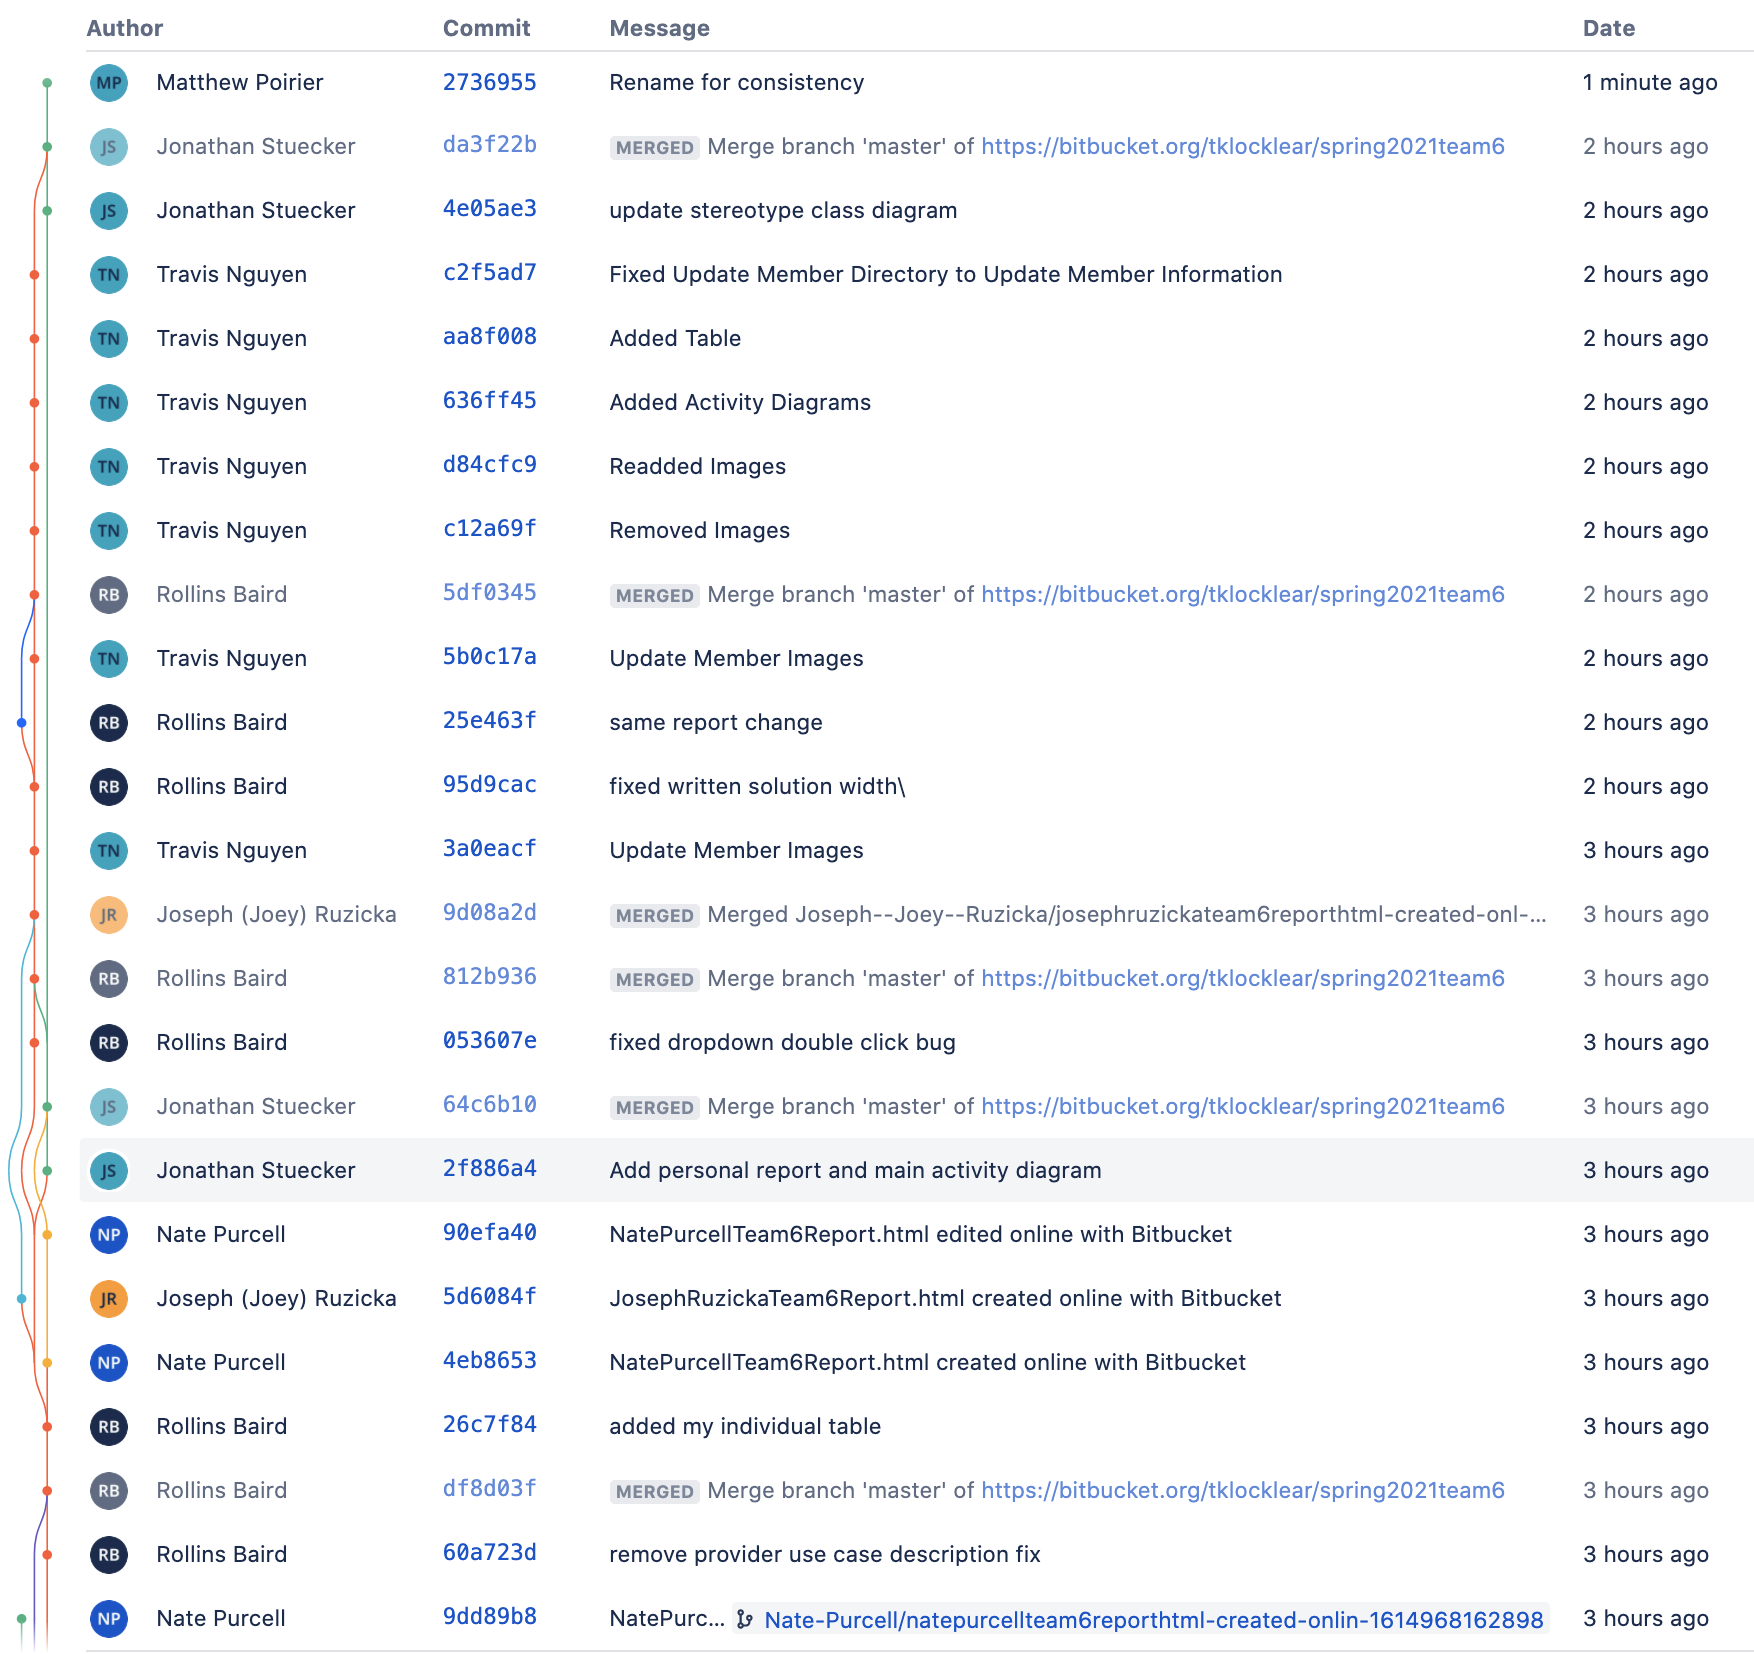 Author Commit Message Date
MP Matthew Poirier 2736955 Rename for consistency 1 minute ago
JS Jonathan Stuecker da3f22b MERGED Merge branch 'master' of https://bitbucket.org/tklocklear/spring2021team6 2 hours ago
JS Jonathan Stuecker 4e05ae3 update stereotype class diagram 2 hours ago
TN Travis Nguyen c2f5ad7 Fixed Update Member Directory to Update Member Information 2 hours ago
TN Travis Nguyen aa8f008 Added Table 2 hours ago
TN Travis Nguyen 636ff45 Added Activity Diagrams 2 hours ago
TN Travis Nguyen d84cfc9 Readded Images 2 hours ago
TN Travis Nguyen c12a69f Removed Images 2 hours ago
RB Rollins Baird 5df0345 MERGED Merge branch 'master' of https://bitbucket.org/tklocklear/spring2021team6 2 hours ago
TN Travis Nguyen 5b0c17a Update Member Images 2 hours ago
RB Rollins Baird 25e463f same report change 2 hours ago
RB Rollins Baird 95d9cac fixed written solution width\ 2 hours ago
TN Travis Nguyen 3a0eacf Update Member Images 3 hours ago
JR Joseph (Joey) Ruzicka 9d08a2d MERGED Merged Joseph--Joey--Ruzicka/josephruzickateam6reporthtml-created-onl-... 3 hours ago
RB Rollins Baird 812b936 MERGED Merge branch 'master' of https://bitbucket.org/tklocklear/spring2021team6 3 hours ago
RB Rollins Baird 053607e fixed dropdown double click bug 3 hours ago
JS Jonathan Stuecker 64c6b10 MERGED Merge branch 'master' of https://bitbucket.org/tklocklear/spring2021team6 3 hours ago
JS Jonathan Stuecker 2f886a4 Add personal report and main activity diagram 3 hours ago
NP Nate Purcell 90efa40 NatePurcellTeam6Report.html edited online with Bitbucket 3 hours ago
JR Joseph (Joey) Ruzicka 5d6084f JosephRuzickaTeam6Report.html created online with Bitbucket 3 hours ago
NP Nate Purcell 4eb8653 NatePurcellTeam6Report.html created online with Bitbucket 3 hours ago
RB Rollins Baird 26c7f84 added my individual table 3 hours ago
RB Rollins Baird df8d03f MERGED Merge branch 'master' of https://bitbucket.org/tklocklear/spring2021team6 3 hours ago
RB Rollins Baird 60a723d remove provider use case description fix 3 hours ago
NP Nate Purcell 9dd89b8 NatePurc... Nate-Purcell/natepurcellteam6reporthtml-created-onlin-1614968162898 3 hours ago